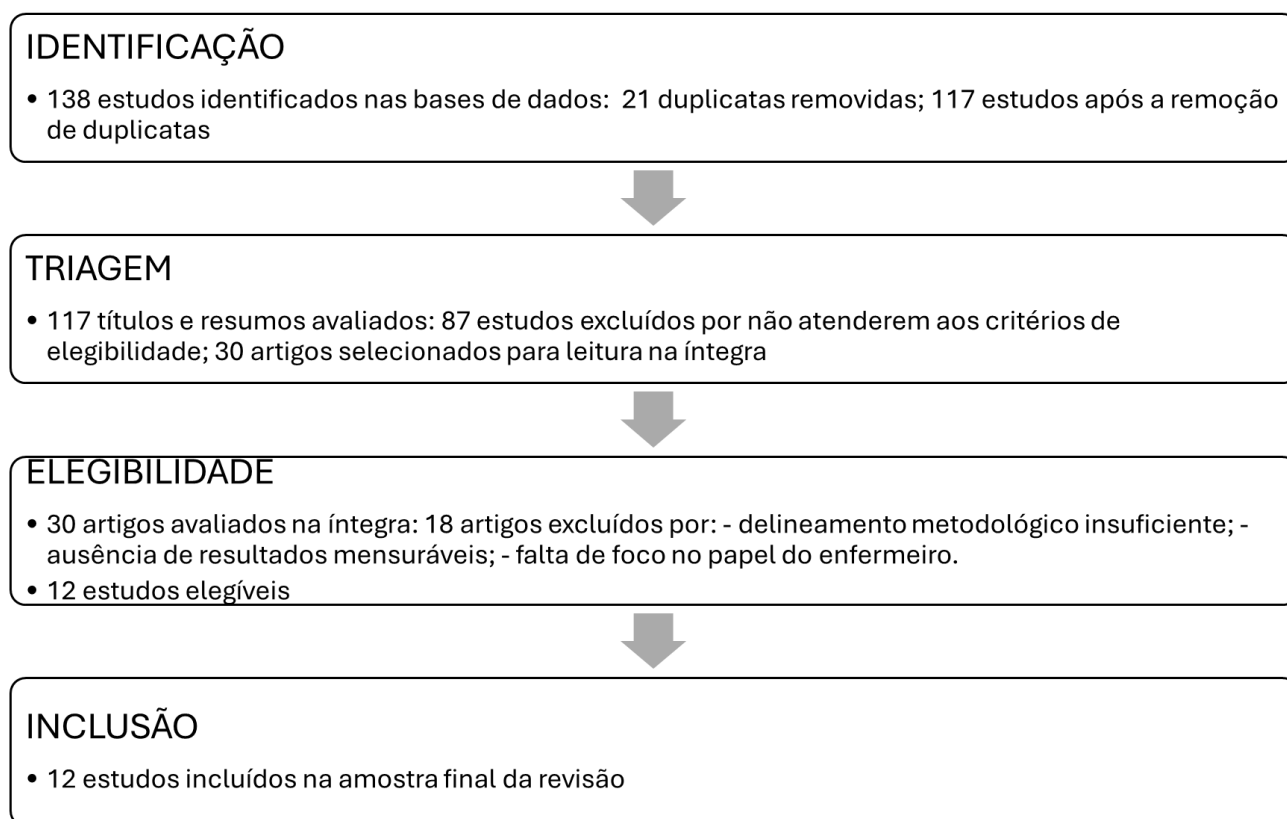 IDENTIFICAÇÃO
• 138 estudos identificados nas bases de dados:  21 duplicatas removidas; 117 estudos após a remoção
de duplicatas
TRIAGEM
• 117 títulos e resumos avaliados: 87 estudos excluídos por não atenderem aos critérios de
elegibilidade; 30 artigos selecionados para leitura na íntegra
ELEGIBILIDADE
• 30 artigos avaliados na íntegra: 18 artigos excluídos por: - delineamento metodológico insuficiente; -
ausência de resultados mensuráveis; - falta de foco no papel do enfermeiro.
• 12 estudos elegíveis
INCLUSÃO
• 12 estudos incluídos na amostra final da revisão